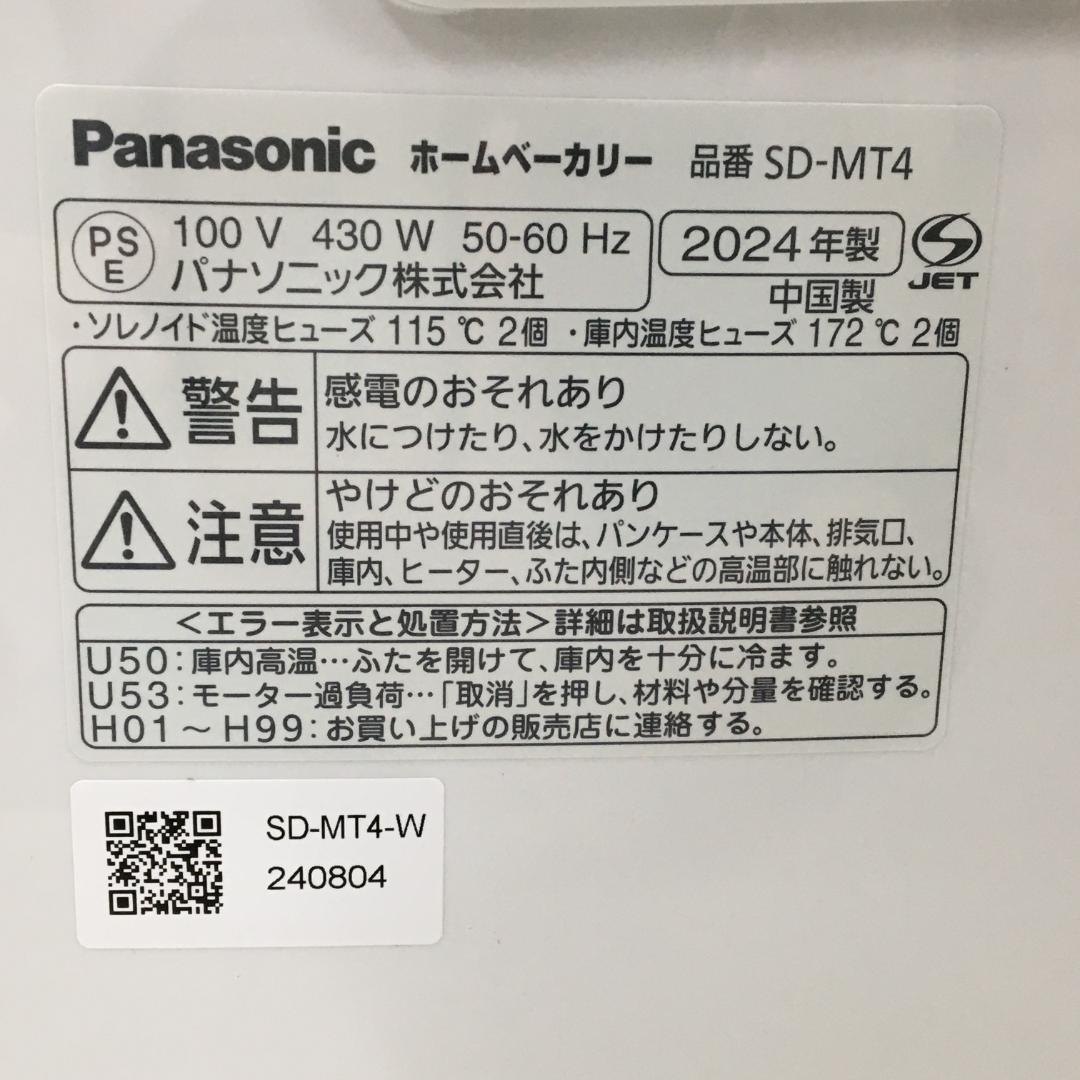 Panasonic ホームベーカリー 品番 SD-MT4
PS E 100 V 430 W 50-60 Hz 2024年製
パナソニック株式会社 JET
中国製
・ソレノイド温度ヒューズ 115 ℃ 2個 ・庫内温度ヒューズ 172 ℃ 2個
警告 感電のおそれあり
水につけたり、水をかけたりしない。
注意 やけどのおそれあり
使用中や使用直後は、パンケースや本体、排気口、
庫内、ヒーター、ふた内側などの高温部に触れない。
＜エラー表示と処置方法＞詳細は取扱説明書参照
U50：庫内高温…ふたを開けて、庫内を十分に冷ます。
U53：モーター過負荷…「取消」を押し、材料や分量を確認する。
H01～H99：お買い上げの販売店に連絡する。
SD-MT4-W
240804